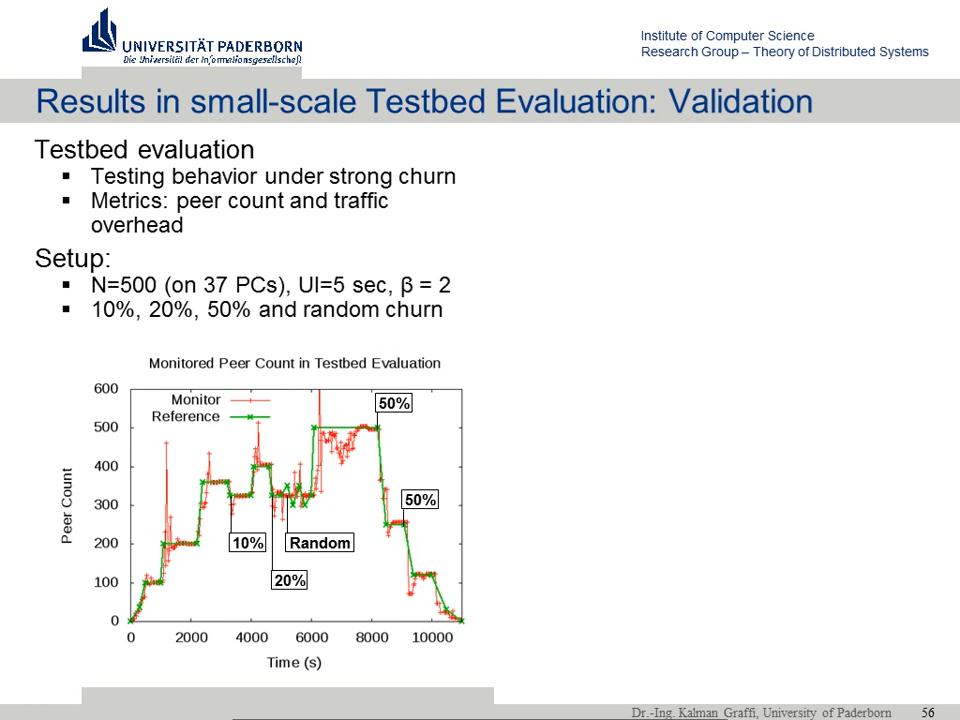 UNIVERSITÄT PADERBORN
Die Universität der Informationsgesellschaft
Institute of Computer Science
Research Group – Theory of Distributed Systems
Results in small-scale Testbed Evaluation: Validation
Testbed evaluation
▪ Testing behavior under strong churn
▪ Metrics: peer count and traffic
overhead
Setup:
▪ N=500 (on 37 PCs), UI=5 sec, β = 2
▪ 10%, 20%, 50% and random churn
Monitored Peer Count in Testbed Evaluation
Monitor
Reference
600
500
400
300
200
100
0
Peer Count
50%
50%
10%
Random
20%
0 2000 4000 6000 8000 10000
Time (s)
Dr.-Ing. Kalman Graffi, University of Paderborn 56